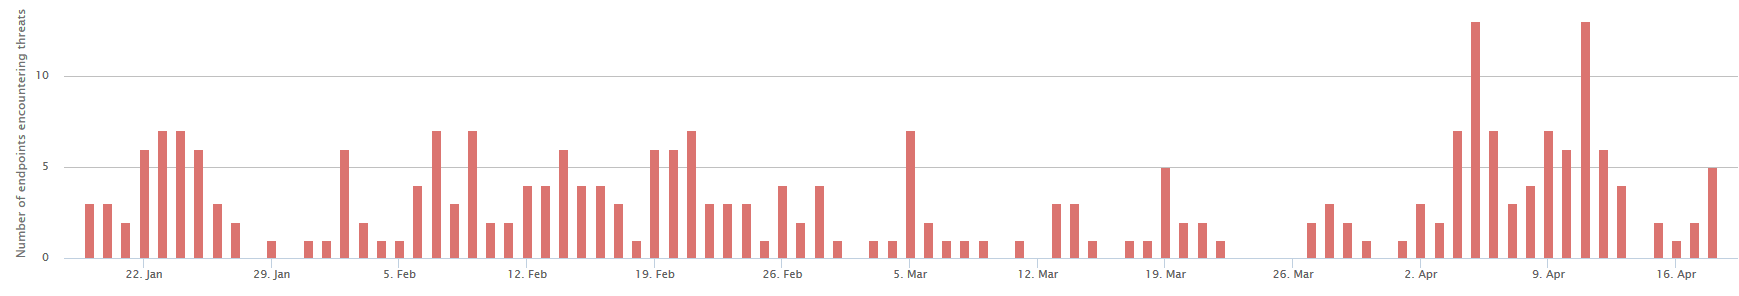 Number of endpoints encountering threats
10
5
0
22. Jan 29. Jan 5. Feb 12. Feb 19. Feb 26. Feb 5. Mar 12. Mar 19. Mar 26. Mar 2. Apr 9. Apr 16. Apr